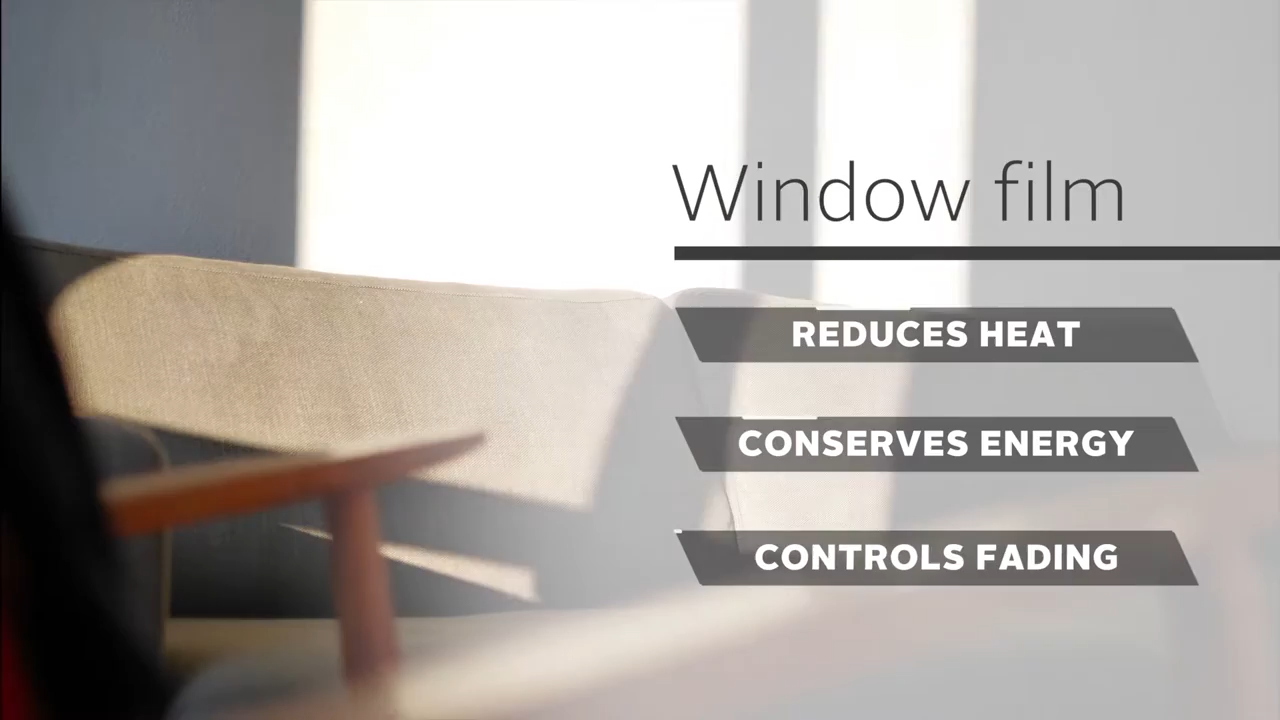 Window film
REDUCES HEAT
CONSERVES ENERGY
CONTROLS FADING